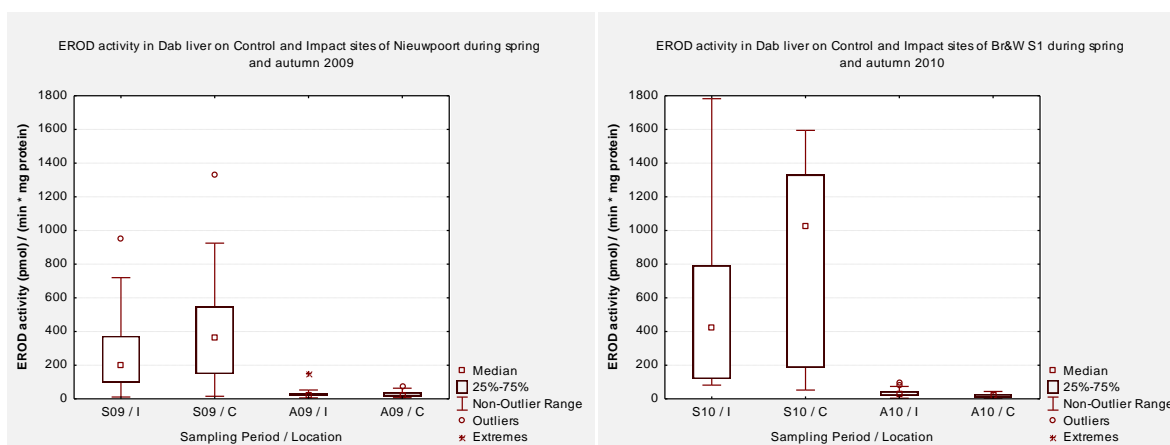 EROD activity in Dab liver on Control and Impact sites of Nieuwpoort during spring
and autumn 2009
1800
1600
1400
1200
1000
800
600
400
200
0
EROD activity (pmol) / (min * mg protein)
S09 / I
S09 / C
A09 / I
A09 / C
Sampling Period / Location
Median
25%-75%
Non-Outlier Range
Outliers
Extremes
EROD activity in Dab liver on Control and Impact sites of Br&W S1 during spring
and autumn 2010
1800
1600
1400
1200
1000
800
600
400
200
0
EROD activity (pmol) / (min * mg protein)
S10 / I
S10 / C
A10 / I
A10 / C
Sampling Period / Location
Median
25%-75%
Non-Outlier Range
Outliers
Extremes